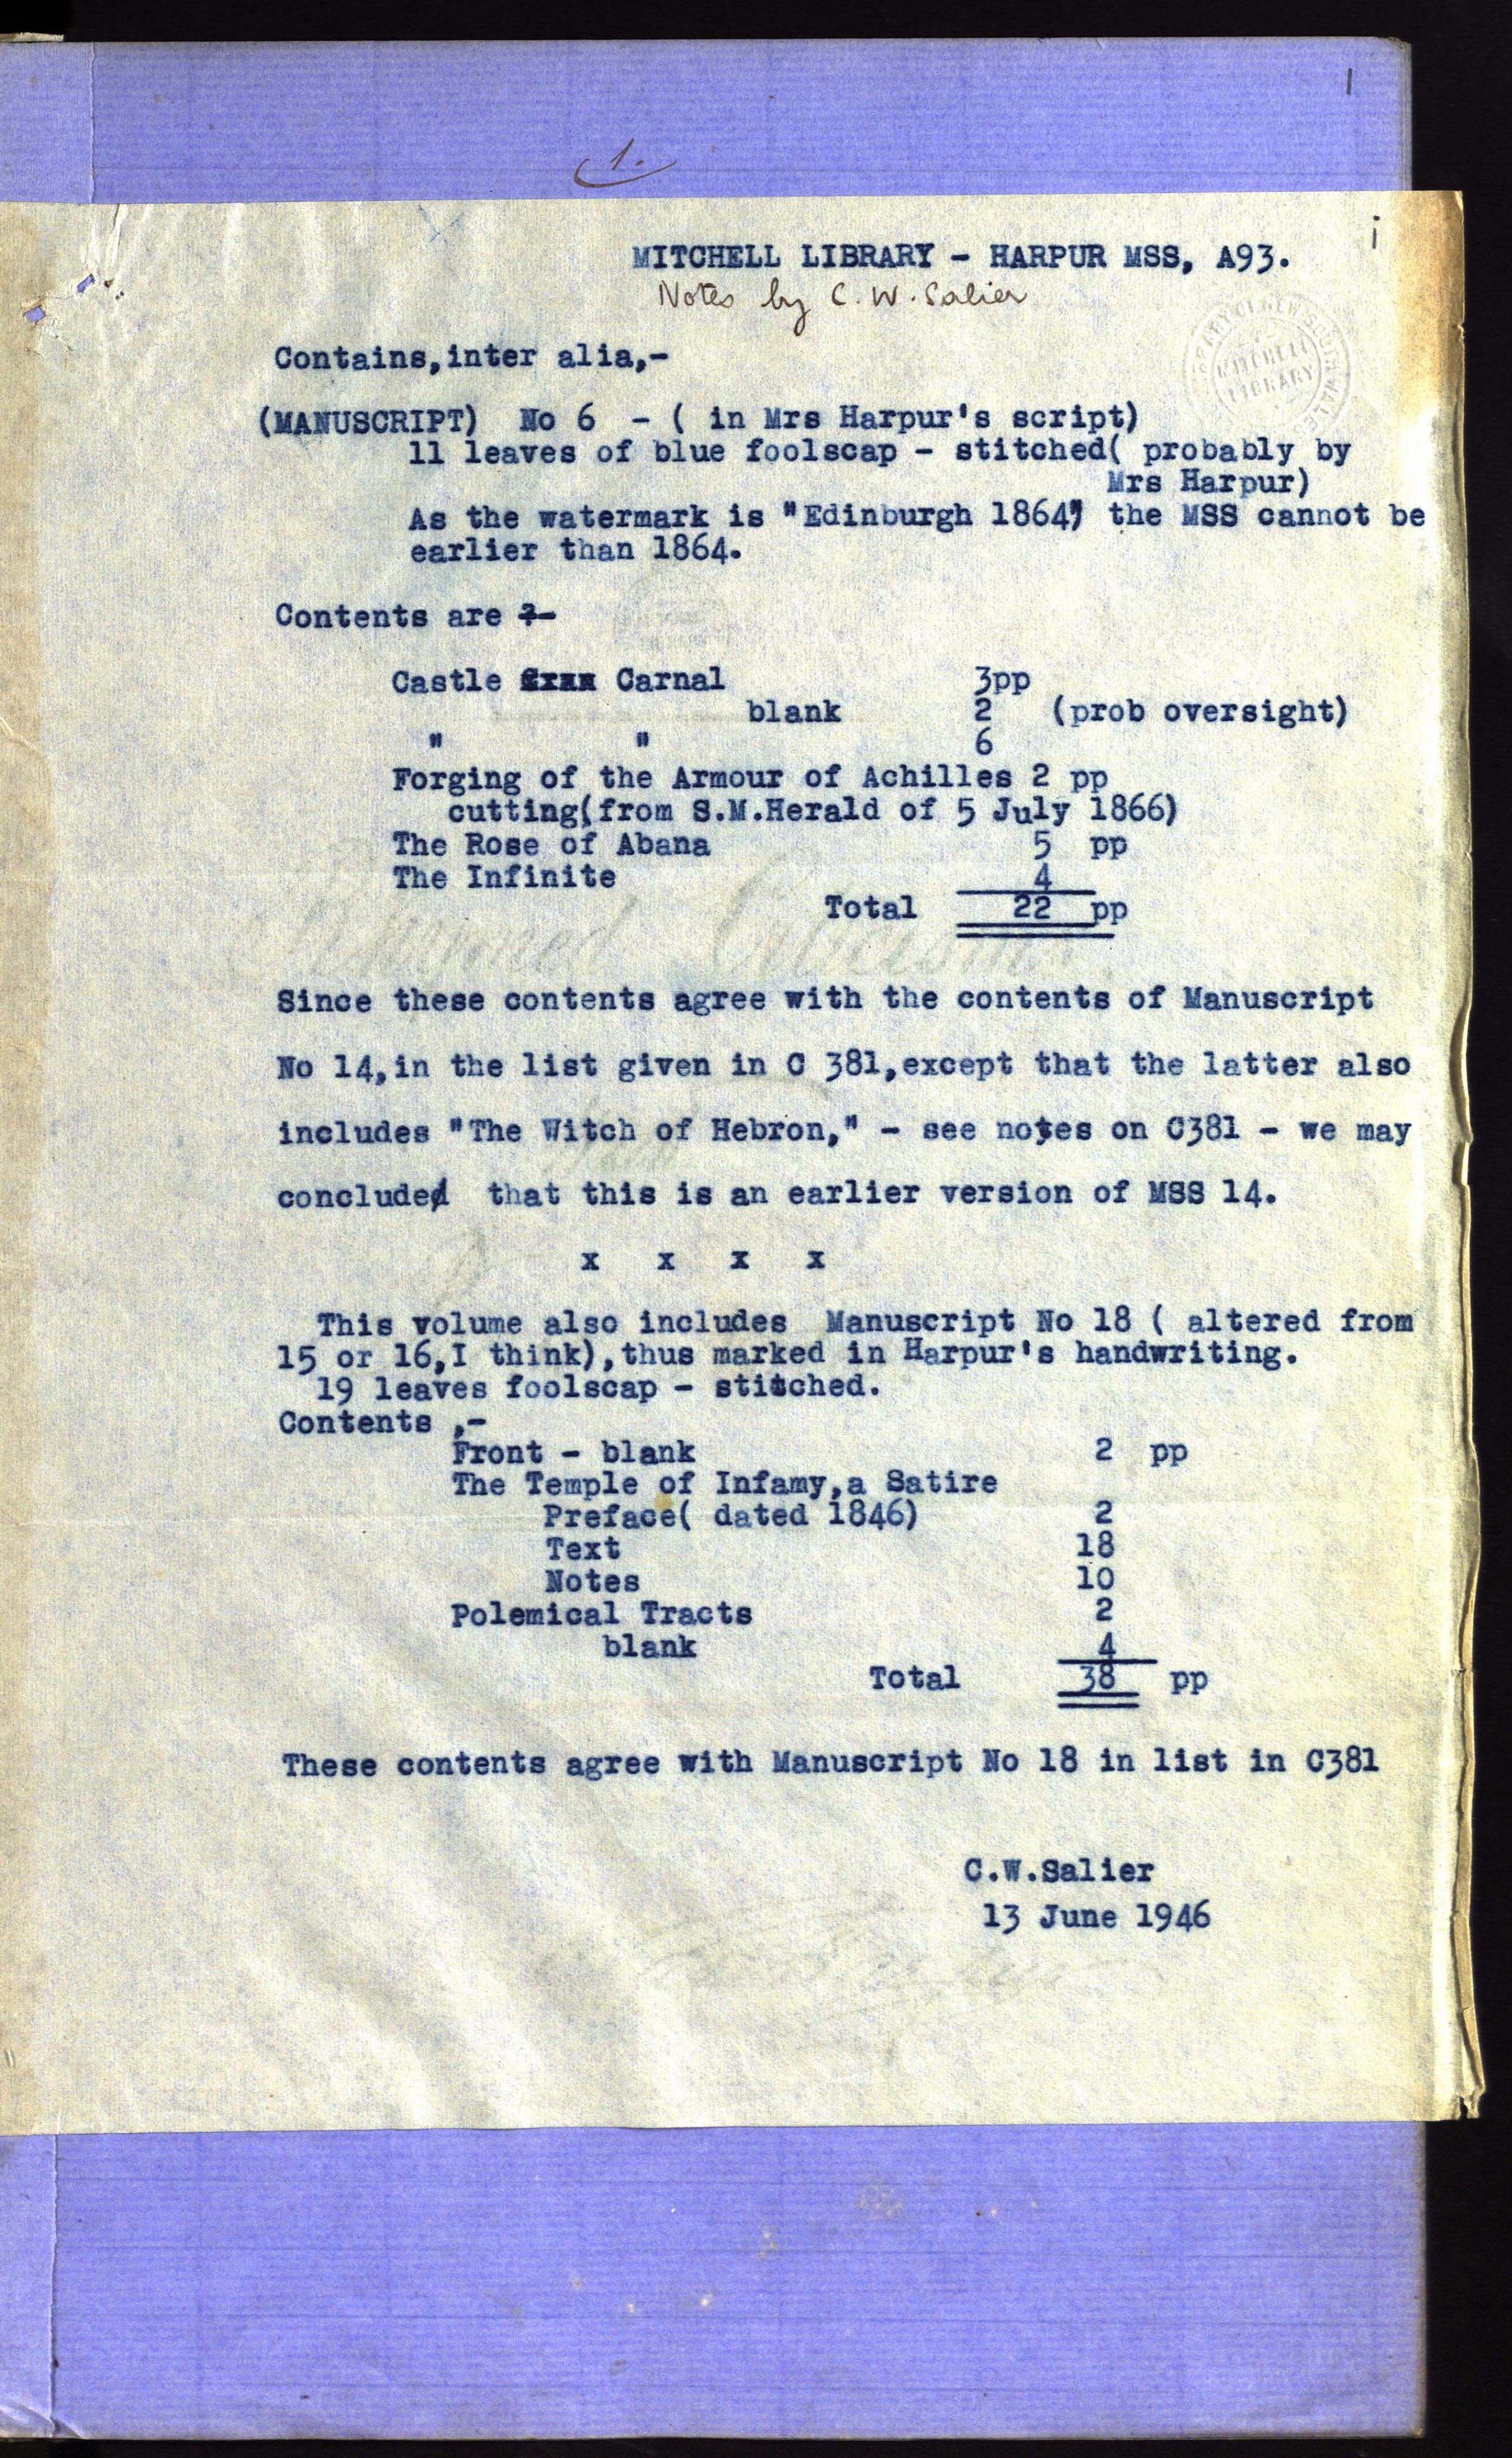 1
1.
i
MITCHELL LIBRARY - HARPUR MSS, A93.
Notes by C. W. Salier
MITCHELL
LIBRARY
Contains,inter alia,-
(MANUSCRIPT) No 6 - ( in Mrs Harpur's script)
11 leaves of blue foolscap - stitched( probably by
Mrs Harpur)
As the watermark is "Edinburgh 1864" the MSS cannot be
earlier than 1864.
Contents are :-
Castle Carnal 3pp
blank 2 (prob oversight)
" " 6
Forging of the Armour of Achilles 2 pp
cutting(from S.M.Herald of 5 July 1866)
The Rose of Abana 5 pp
The Infinite 4
Total 22 pp
Since these contents agree with the contents of Manuscript
No 14,in the list given in C 381,except that the latter also
includes "The Witch of Hebron," - see notes on C381 - we may
concluded that this is an earlier version of MSS 14.
x x x x
This volume also includes Manuscript No 18 ( altered from
15 or 16,I think),thus marked in Harpur's handwriting.
19 leaves foolscap - stitched.
Contents ,-
Front - blank 2 pp
The Temple of Infamy,a Satire
Preface( dated 1846) 2
Text 18
Notes 10
Polemical Tracts 2
blank 4
Total 38 pp
These contents agree with Manuscript No 18 in list in C381
C.W.Salier
13 June 1946